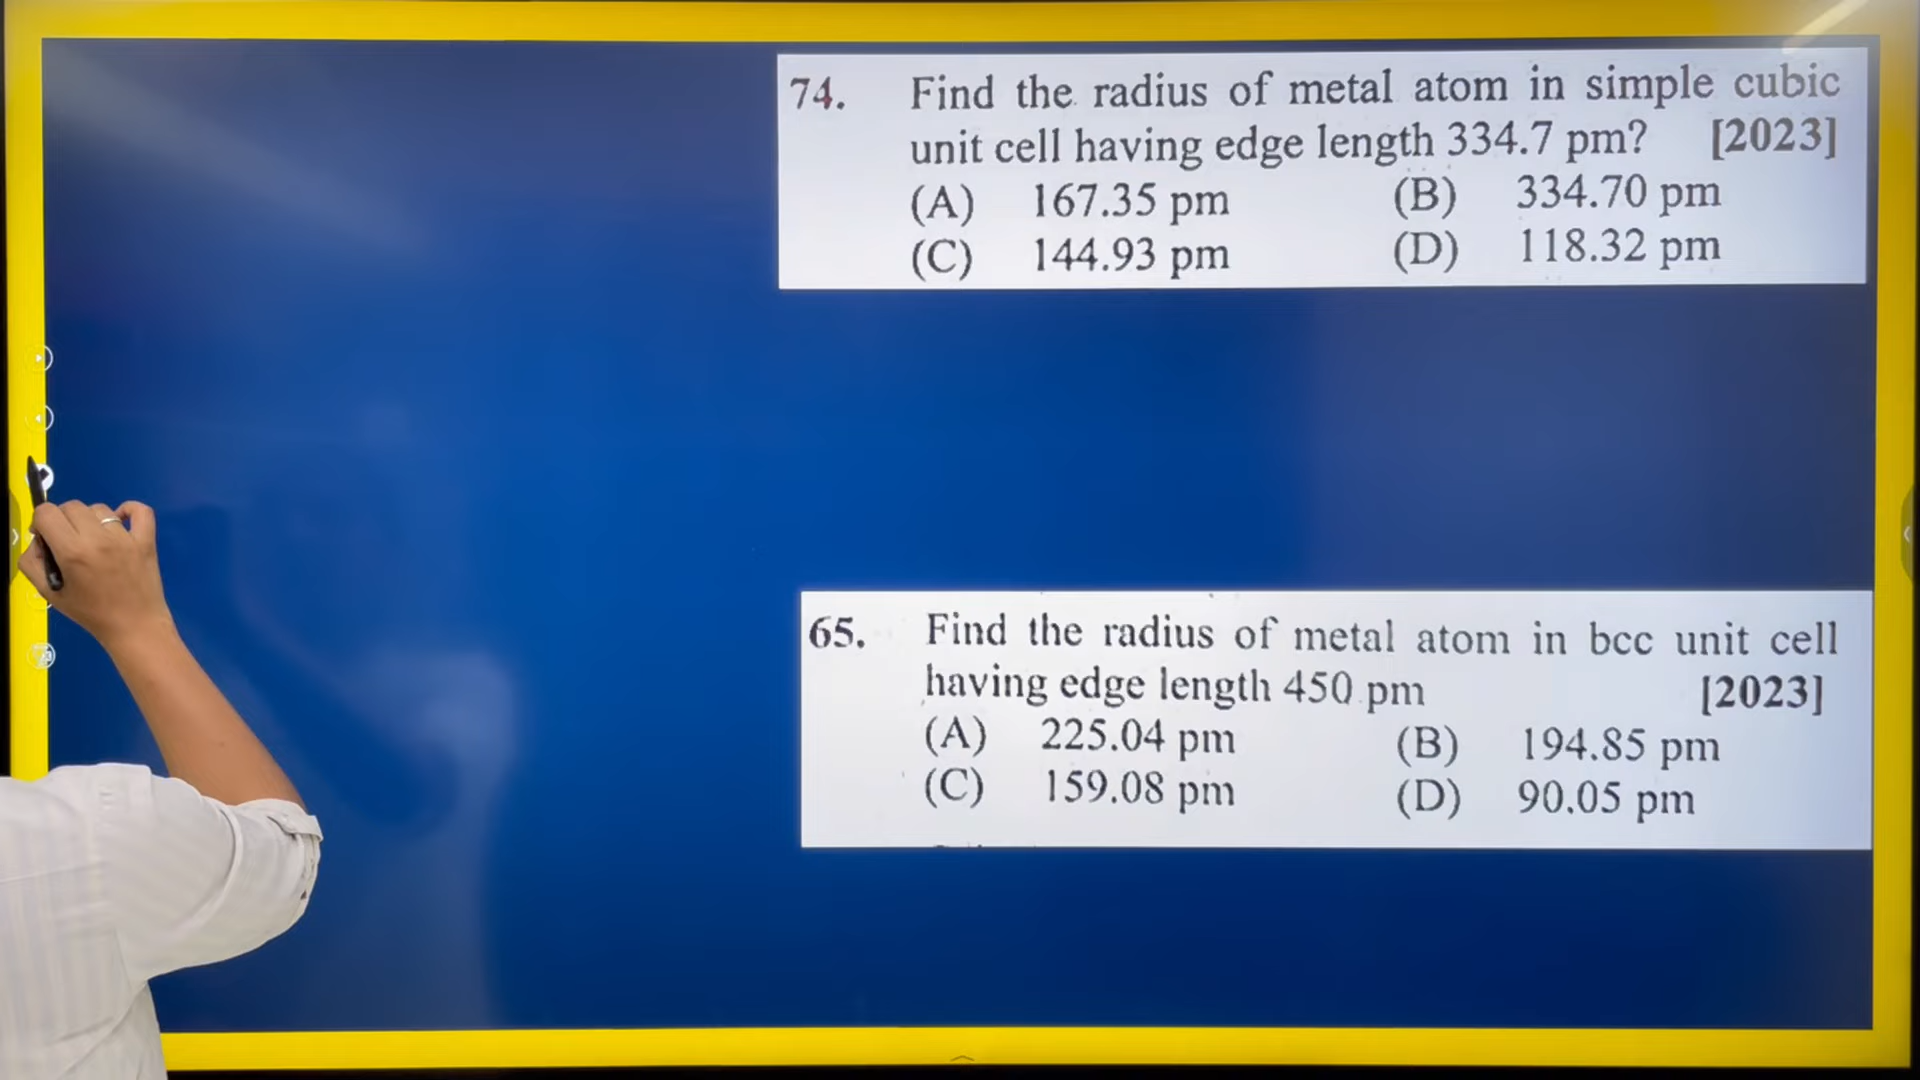 74. Find the radius of metal atom in simple cubic
unit cell having edge length 334.7 pm? [2023]
(A) 167.35 pm (B) 334.70 pm
(C) 144.93 pm (D) 118.32 pm
65. Find the radius of metal atom in bcc unit cell
having edge length 450 pm [2023]
(A) 225.04 pm (B) 194.85 pm
(C) 159.08 pm (D) 90.05 pm